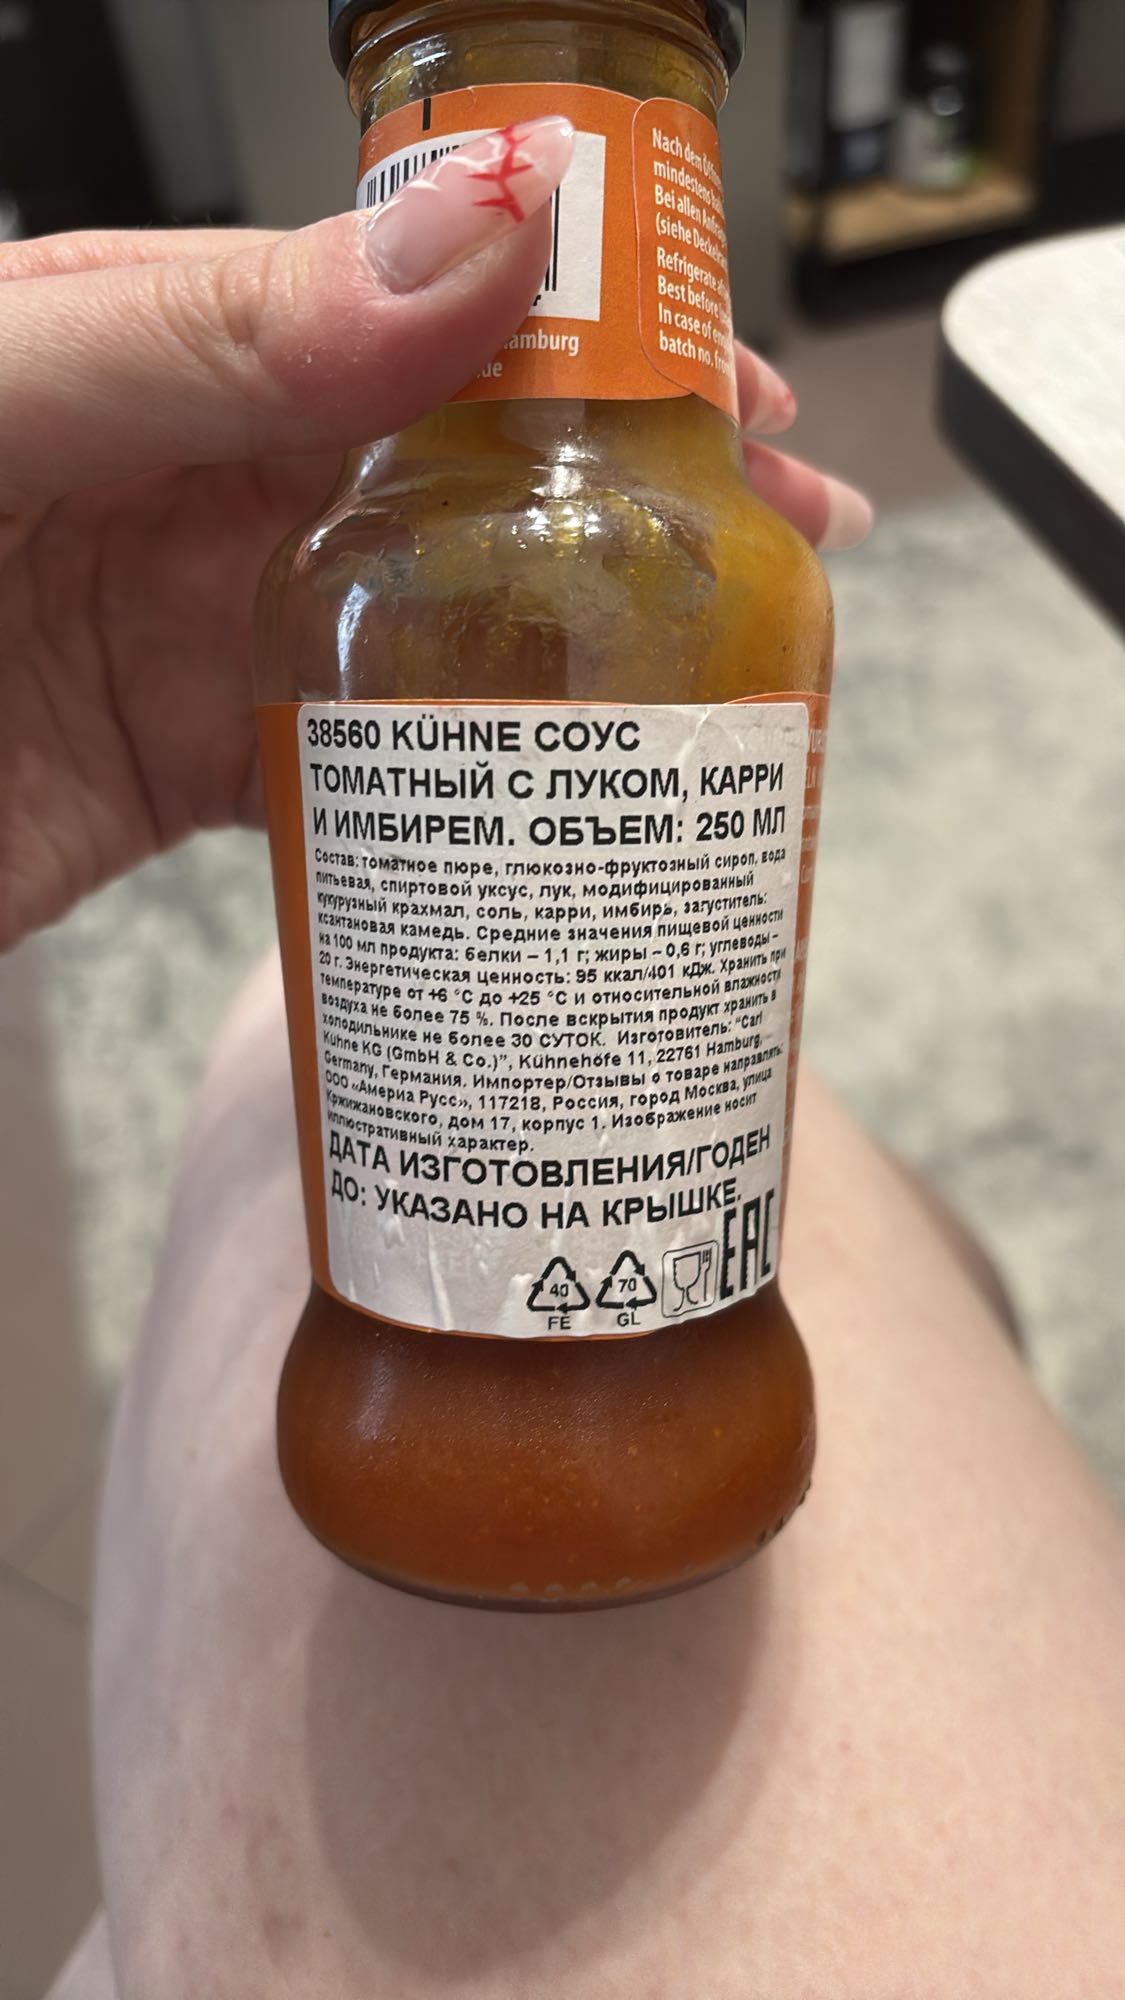 amburg
.de
Nach dem
mindestens
Bei allen
(siehe
Refrigerate
Best before
In case of
batch no. from
38560 KÜHNE СОУС
ТОМАТНЫЙ С ЛУКОМ, КАРРИ
И ИМБИРЕМ. ОБЪЕМ: 250 МЛ
Состав: томатное пюре, глюкозно-фруктозный сироп, вода
питьевая, спиртовой уксус, лук, модифицированный
кукурузный крахмал, соль, карри, имбирь, загуститель:
ксантановая камедь. Средние значения пищевой ценности
на 100 мл продукта: белки – 1,1 г; жиры – 0,6 г; углеводы –
20 г. Энергетическая ценность: 95 ккал/401 кДж. Хранить при
температуре от +6 °С до +25 °С и относительной влажности
воздуха не более 75 %. После вскрытия продукт хранить в
холодильнике не более 30 СУТОК. Изготовитель: "Carl
Kühne KG (GmbH & Co.)", Kühnehöfe 11, 22761 Hamburg,
Germany, Германия. Импортер/Отзывы о товаре направлять:
ООО «Америа Русс», 117218, Россия, город Москва, улица
Кржижановского, дом 17, корпус 1. Изображение носит
иллюстративный характер.
ДАТА ИЗГОТОВЛЕНИЯ/ГОДЕН
ДО: УКАЗАНО НА КРЫШКЕ.
40
FE
70
GL
EAC